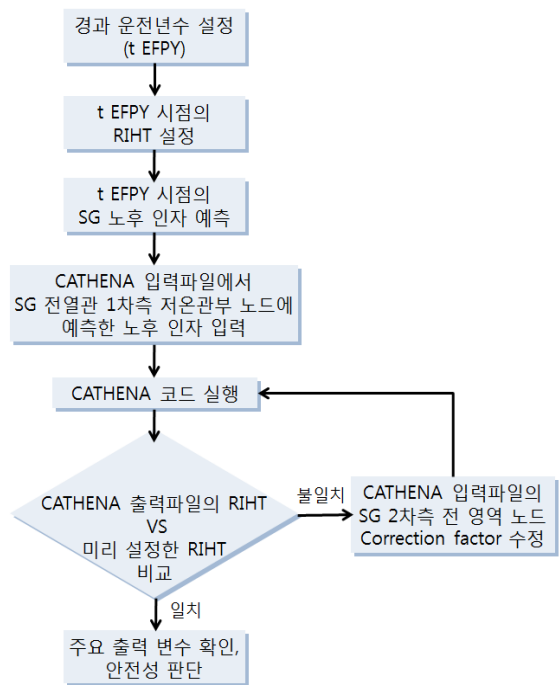 경과 운전년수 설정
(t EFPY)
t EFPY 시점의
RIHT 설정
t EFPY 시점의
SG 노후 인자 예측
CATHENA 입력파일에서
SG 전열관 1차측 저온관부 노드에
예측한 노후 인자 입력
CATHENA 코드 실행
CATHENA 출력파일의 RIHT
VS
미리 설정한 RIHT
비교
불일치
CATHENA 입력파일의
SG 2차측 전 영역 노드
Correction factor 수정
일치
주요 출력 변수 확인,
안전성 판단